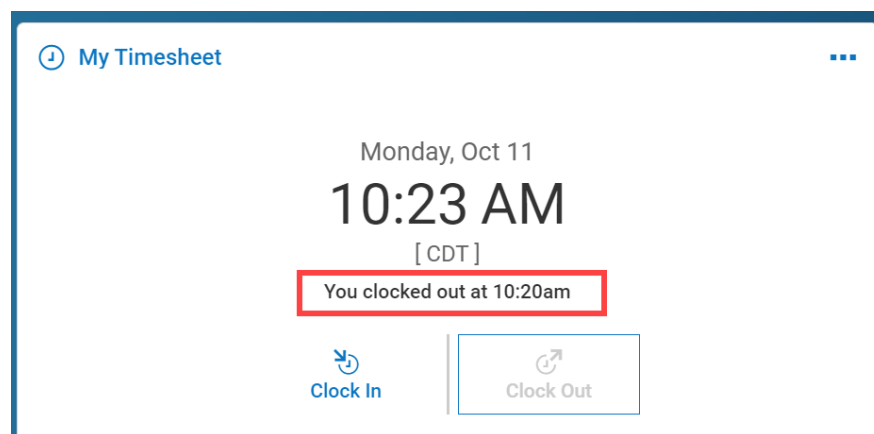 My Timesheet
Monday, Oct 11
10:23 AM
[ CDT ]
You clocked out at 10:20am
Clock In
Clock Out